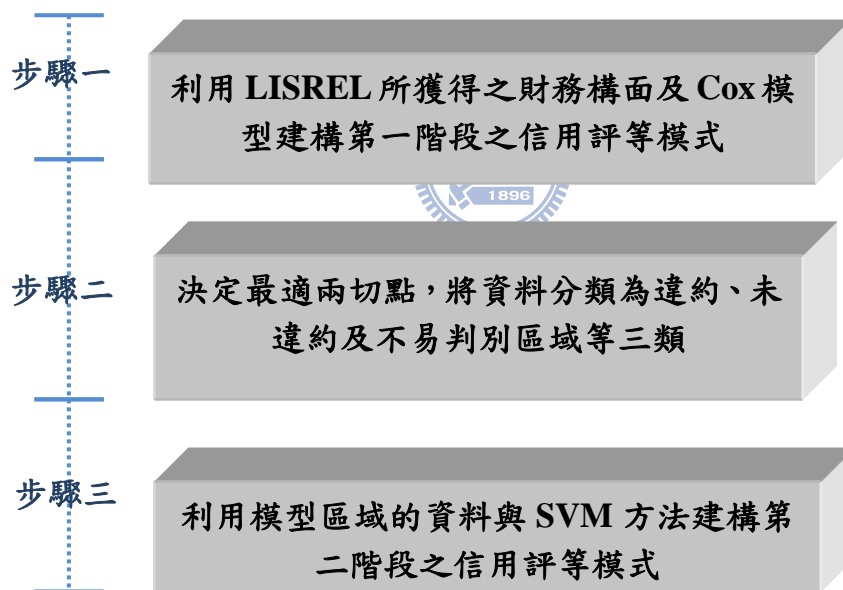 步驟一
利用 LISREL 所獲得之財務構面及 Cox 模
型建構第一階段之信用評等模式
1896
步驟二
決定最適兩切點，將資料分類為違約、未
違約及不易判別區域等三類
步驟三
利用模型區域的資料與 SVM 方法建構第
二階段之信用評等模式